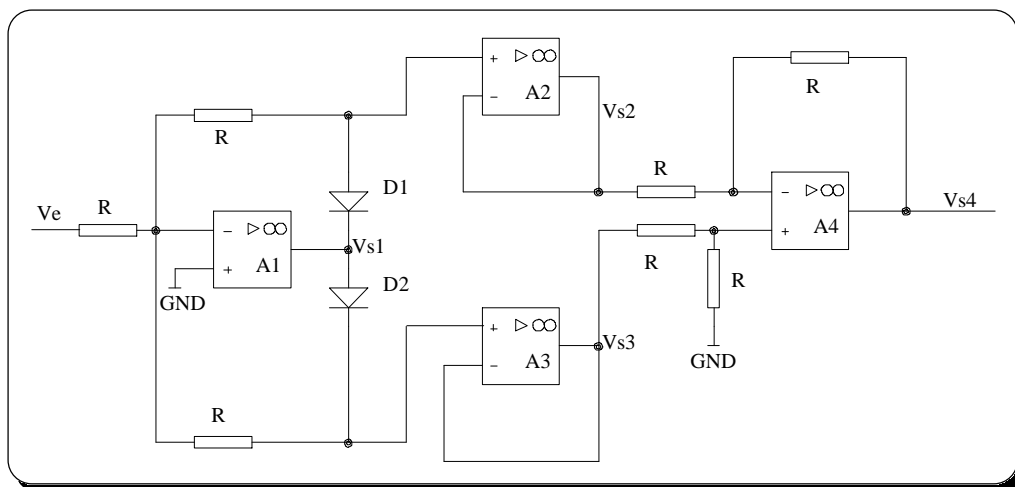 +
▷ ∞
A2
−
R
Vs2
R
D1
R
Ve
R
−
▷ ∞
A1
+
GND
Vs1
−
▷ ∞
A4
+
Vs4
R
R
GND
D2
+
▷ ∞
A3
−
Vs3
R